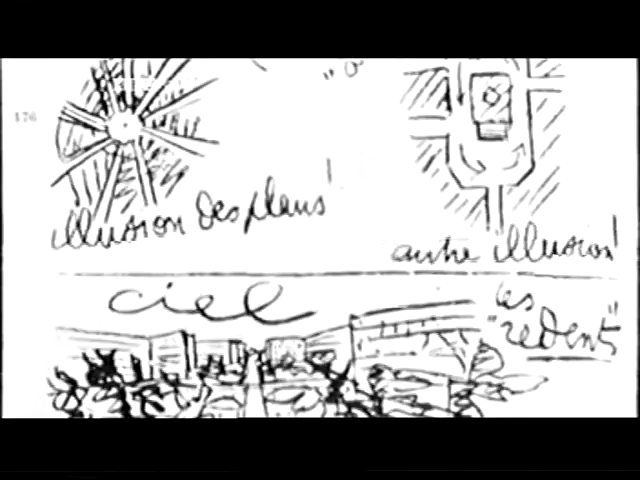 176
illusion des plans!
autre illusion!
ciel
les
"redents"